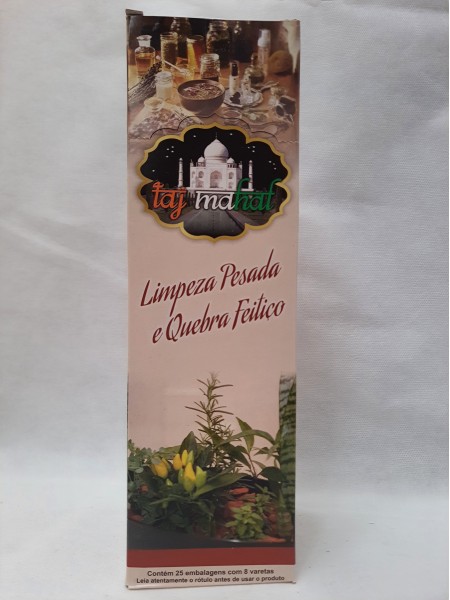 taj mahal
Limpeza Pesada
e Quebra Feitiço
Contém 25 embalagens com 8 varetas
Leia atentamente o rótulo antes de usar o produto